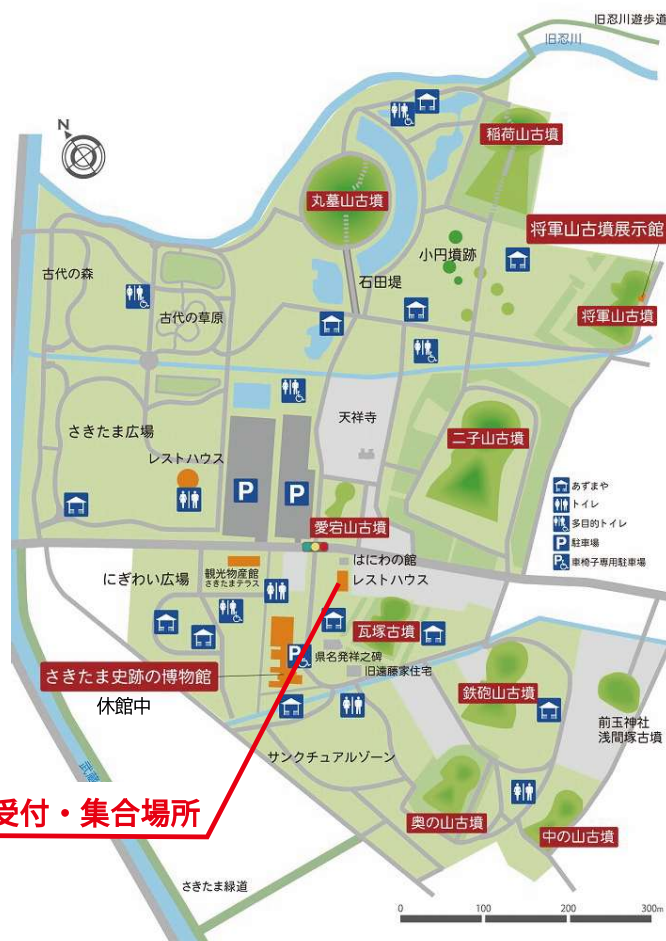 旧忍川遊歩道
旧忍川
N
稲荷山古墳
丸墓山古墳
将軍山古墳展示館
小円墳跡
古代の森
石田堤
古代の草原
将軍山古墳
天祥寺
さきたま広場
二子山古墳
レストハウス
P
P
あずまや
トイレ
多目的トイレ
P 駐車場
P 車椅子専用駐車場
愛宕山古墳
はにわの館
観光物産館
さきたまテラス
にぎわい広場
レストハウス
瓦塚古墳
P
県名発祥之碑
旧遠藤家住宅
さきたま史跡の博物館
休館中
鉄砲山古墳
前玉神社
浅間塚古墳
サンクチュアルゾーン
武蔵
受付・集合場所
奥の山古墳
中の山古墳
さきたま緑道
0 100 200 300m